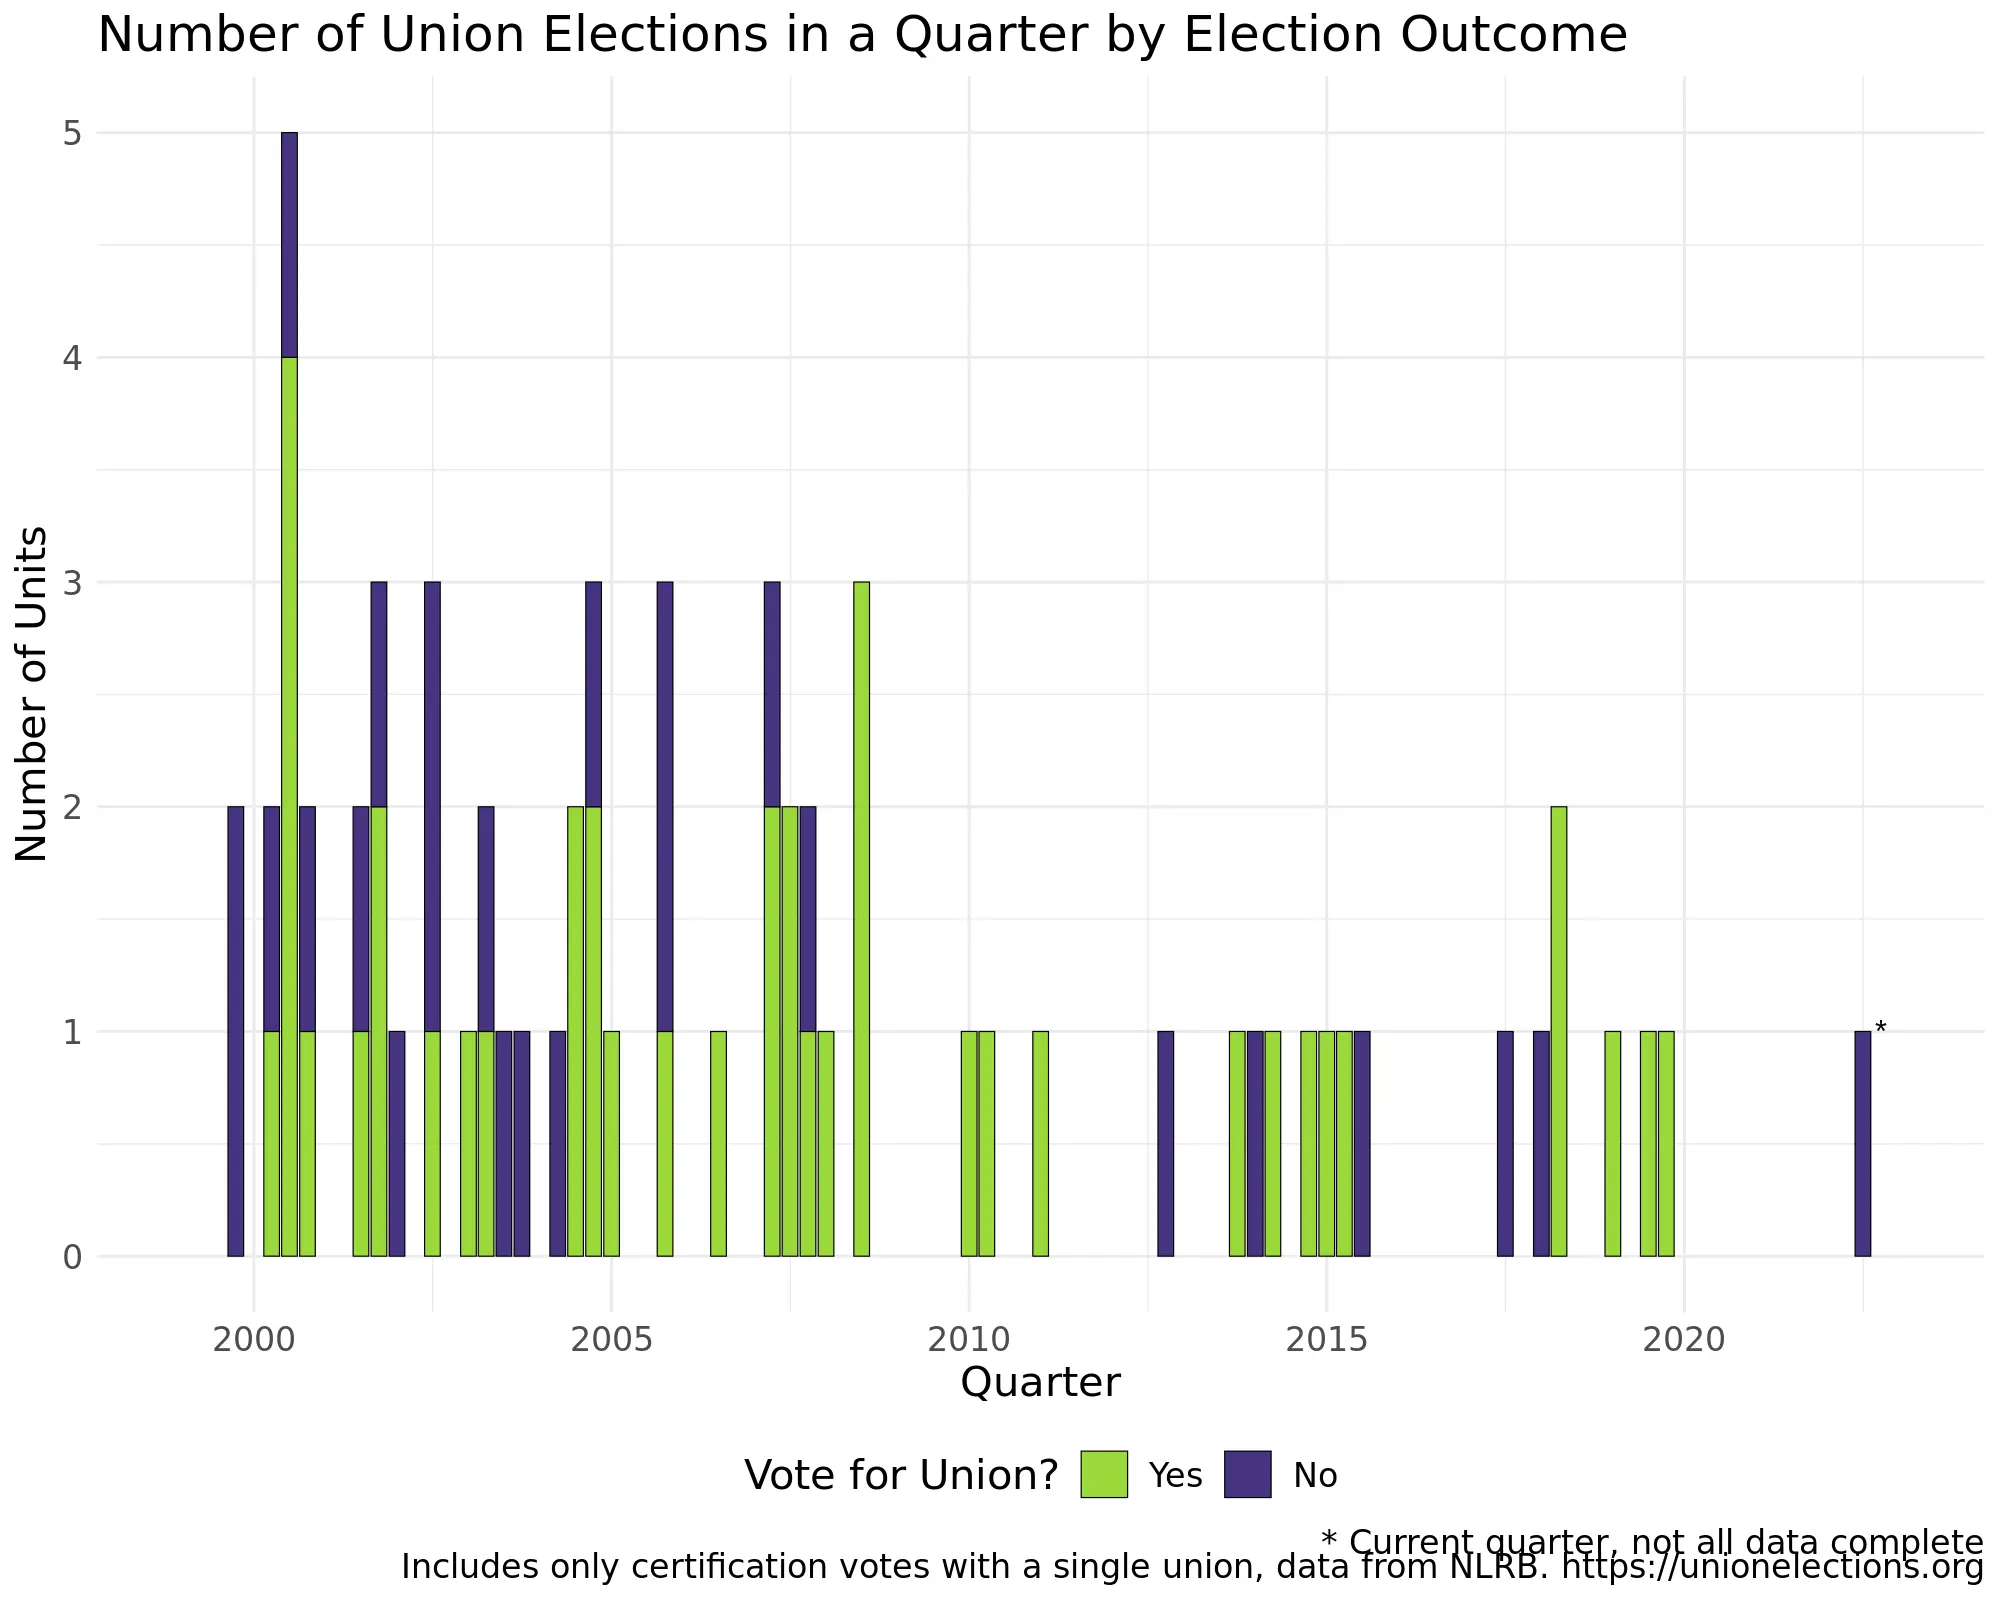 Number of Union Elections in a Quarter by Election Outcome
Number of Units
5
4
3
2
1
0
*
2000 2005 2010 2015 2020
Quarter
Vote for Union? Yes No
* Current quarter, not all data complete
Includes only certification votes with a single union, data from NLRB. https://unionelections.org